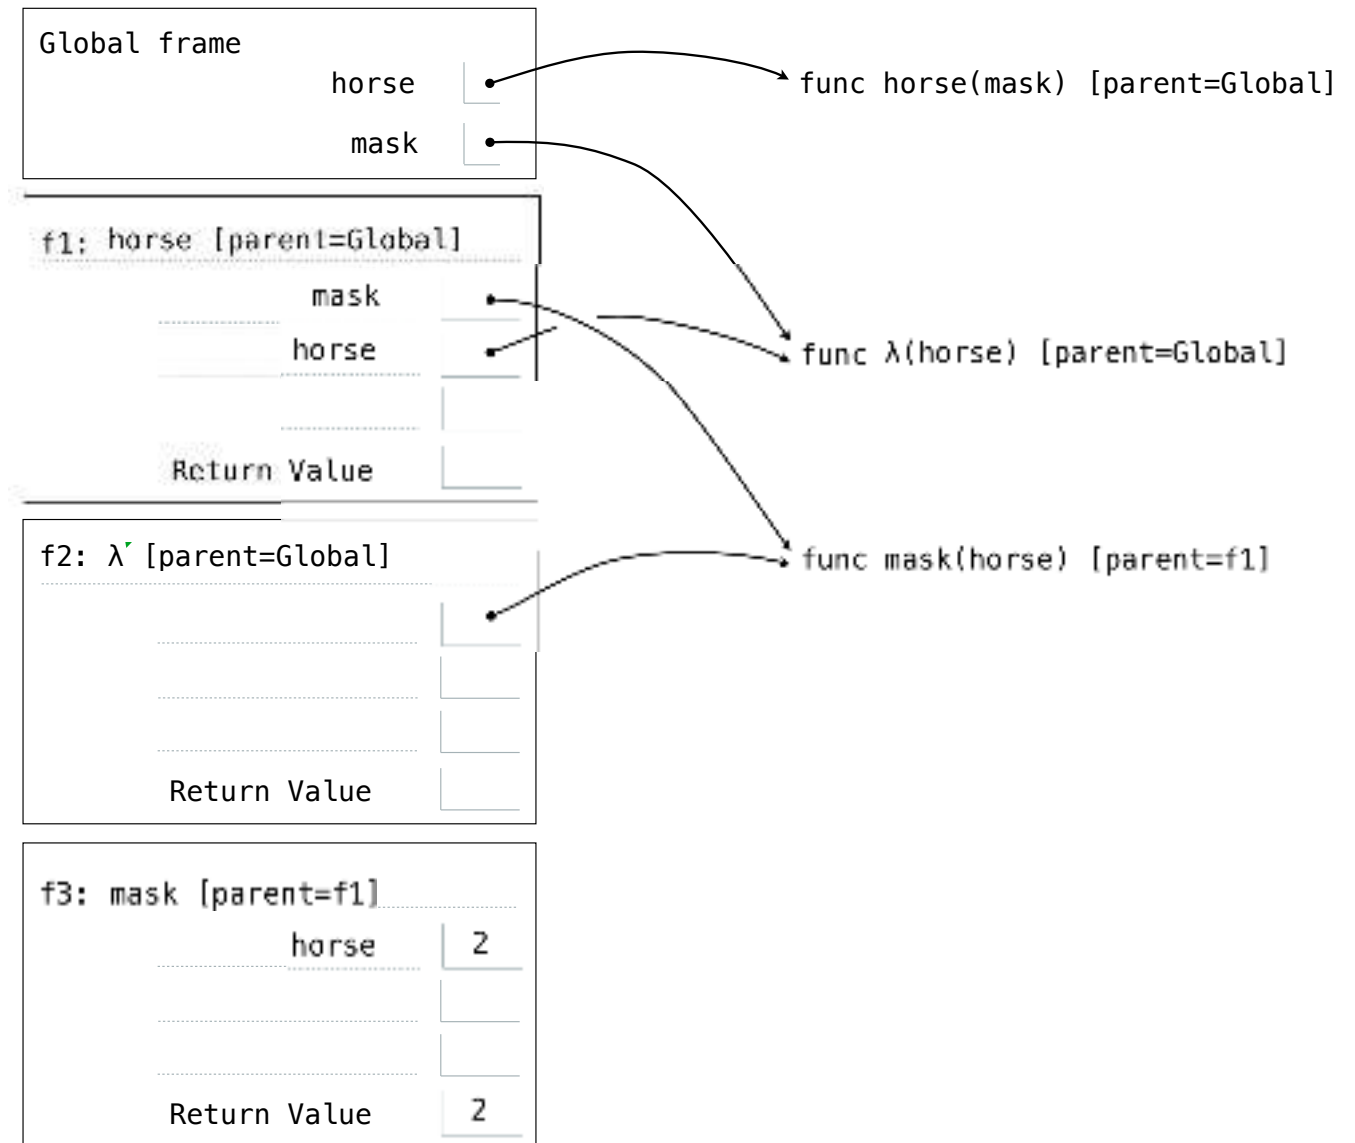 Global frame
horse
func horse(mask) [parent=Global]
mask
f1: horse [parent=Global]
mask
horse
func λ(horse) [parent=Global]
Return Value
f2: λ [parent=Global]
func mask(horse) [parent=f1]
Return Value
f3: mask [parent=f1]
horse 2
Return Value 2